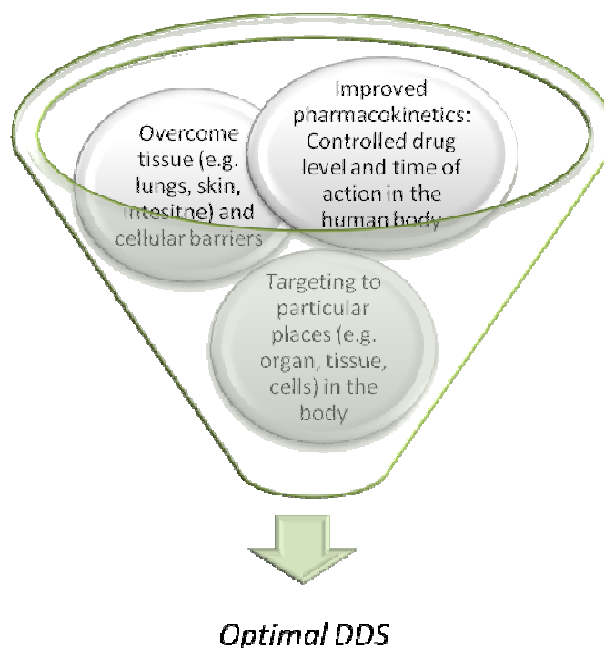 Overcome
tissue (e.g.
lungs, skin,
intesitne) and
cellular barriers
Improved
pharmacokinetics:
Controlled drug
level and time of
action in the
human body
Targeting to
particular
places (e.g.
organ, tissue,
cells) in the
body
Optimal DDS